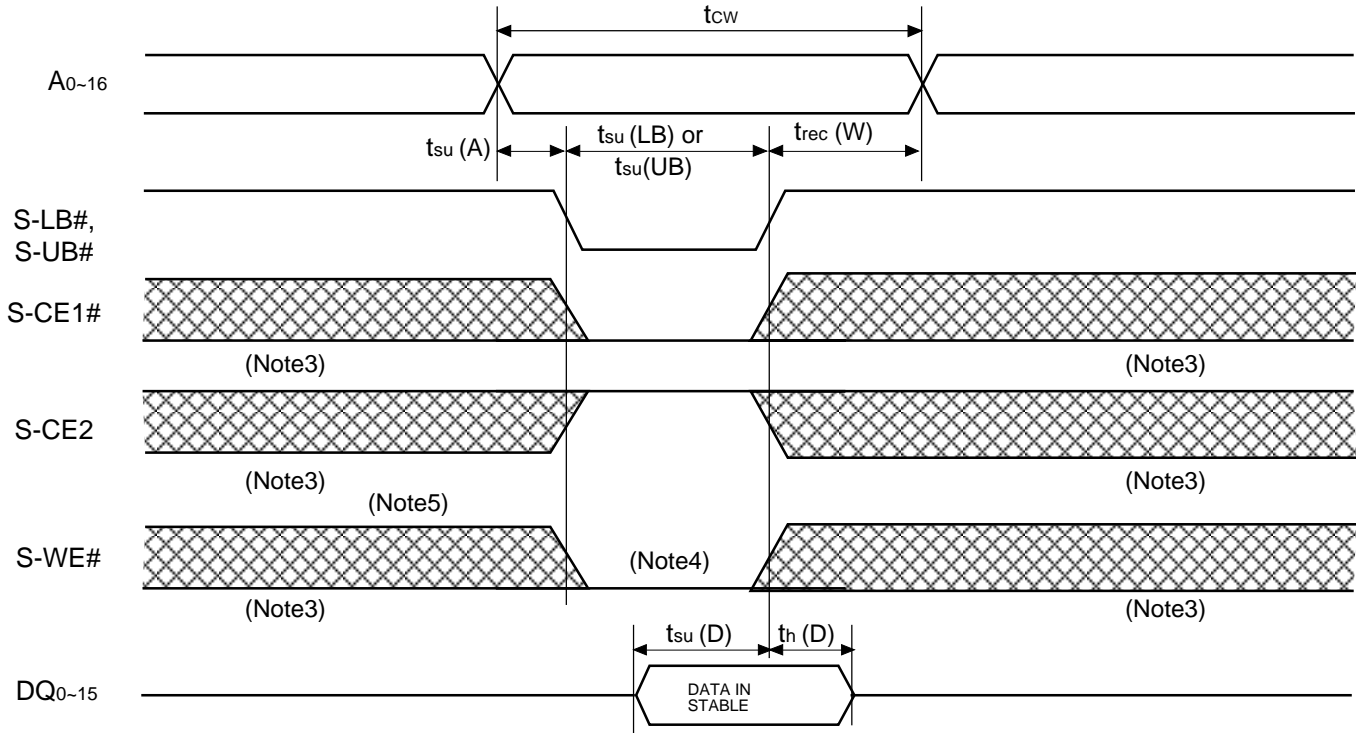 tCW
A0~16
tsu (A)
tsu (LB) or
tsu(UB)
trec (W)
S-LB#,
S-UB#
S-CE1#
(Note3)
(Note3)
S-CE2
(Note3)
(Note3)
(Note5)
S-WE#
(Note4)
(Note3)
(Note3)
tsu (D)
th (D)
DQ0~15
DATA IN
STABLE